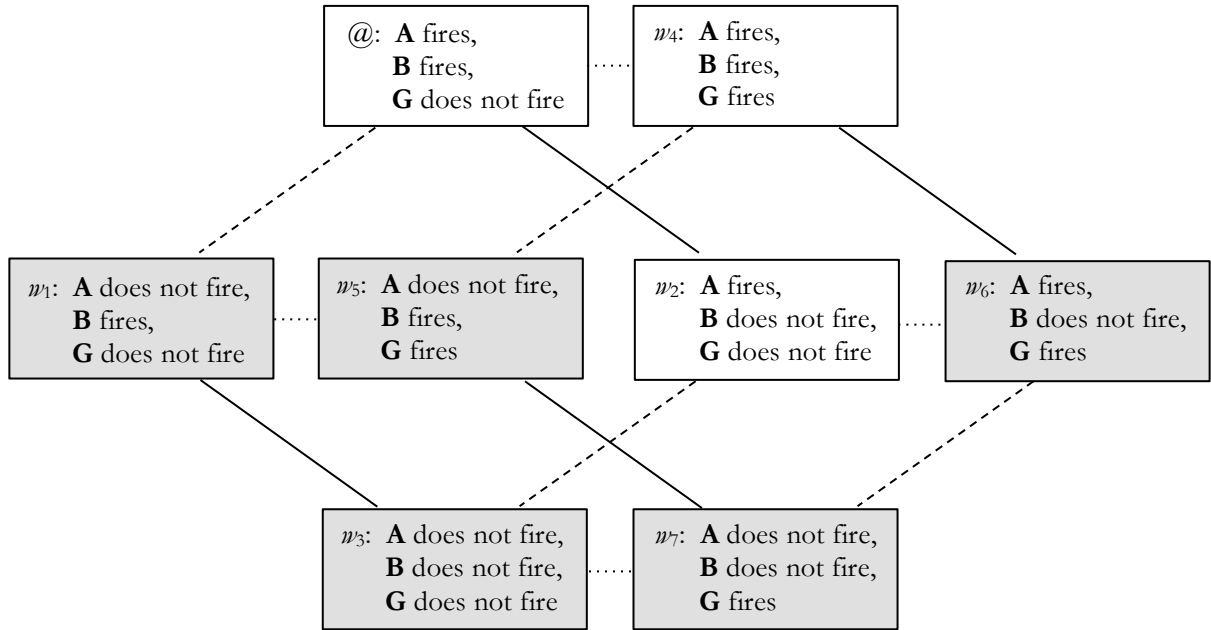 @: A fires,
B fires,
G does not fire
w4: A fires,
B fires,
G fires
w1: A does not fire,
B fires,
G does not fire
w5: A does not fire,
B fires,
G fires
w2: A fires,
B does not fire,
G does not fire
w6: A fires,
B does not fire,
G fires
w3: A does not fire,
B does not fire,
G does not fire
w7: A does not fire,
B does not fire,
G fires